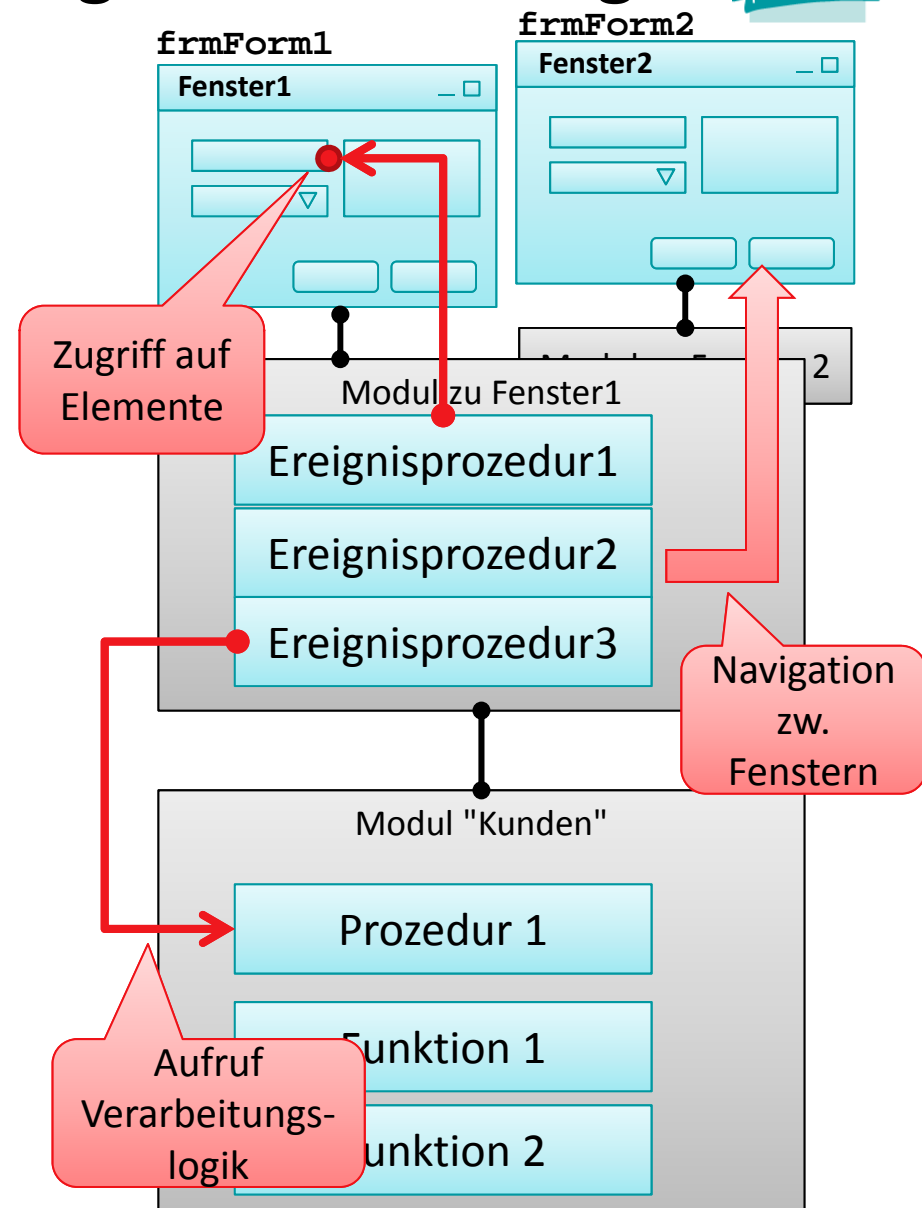 frmForm1
frmForm2
Fenster1
Fenster2
Zugriff auf
Elemente
2
Modul zu Fenster1
Ereignisprozedur1
Ereignisprozedur2
Ereignisprozedur3
Navigation
zw.
Fenstern
Modul "Kunden"
Prozedur 1
unktion 1
unktion 2
Aufruf
Verarbeitungs-
logik